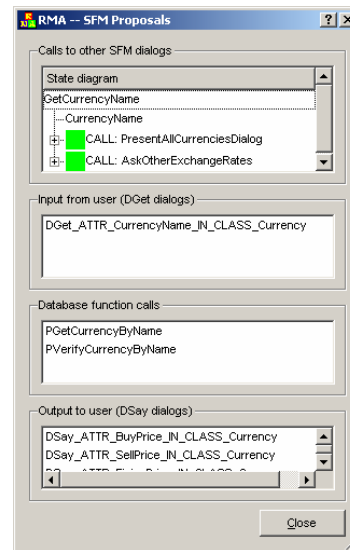 RMA -- SFM Proposals
Calls to other SFM dialogs
State diagram
GetCurrencyName
CurrencyName
CALL: PresentAllCurrenciesDialog
CALL: AskOtherExchangeRates
Input from user (DGet dialogs)
DGet_ATTR_CurrencyName_IN_CLASS_Currency
Database function calls
PGetCurrencyByName
PVerifyCurrencyByName
Output to user (DSay dialogs)
DSay_ATTR_BuyPrice_IN_CLASS_Currency
DSay_ATTR_SellPrice_IN_CLASS_Currency
Close